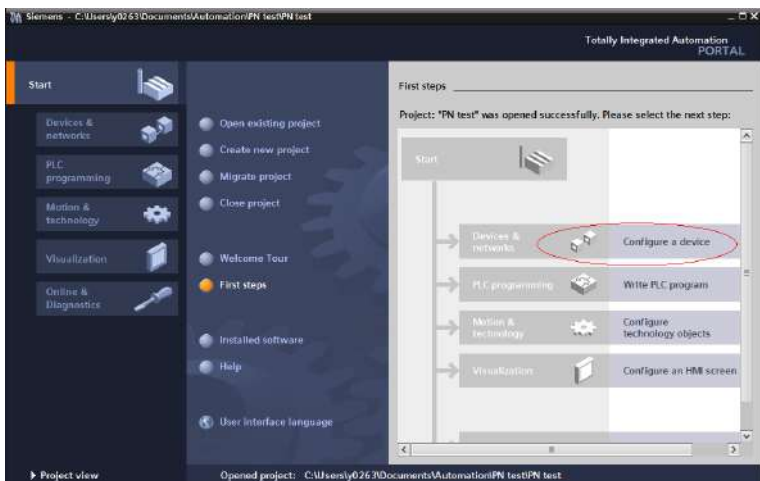 Siemens - C:\Users\y0263\Documents\Automation\PN test\PN test
Totally Integrated Automation
PORTAL
Start
Devices &
networks
PLC
programming
Motion &
technology
Visualization
Online &
Diagnostics
Open existing project
Create new project
Migrate project
Close project
Welcome Tour
First steps
Installed software
Help
User interface language
First steps
Project: "PN test" was opened successfully. Please select the next step:
Start
Devices &
networks
Configure a device
PLC programming
Write PLC program
Motion &
technology
Configure
technology objects
Visualization
Configure an HMI screen
Project view
Opened project: C:\Users\y0263\Documents\Automation\PN test\PN test